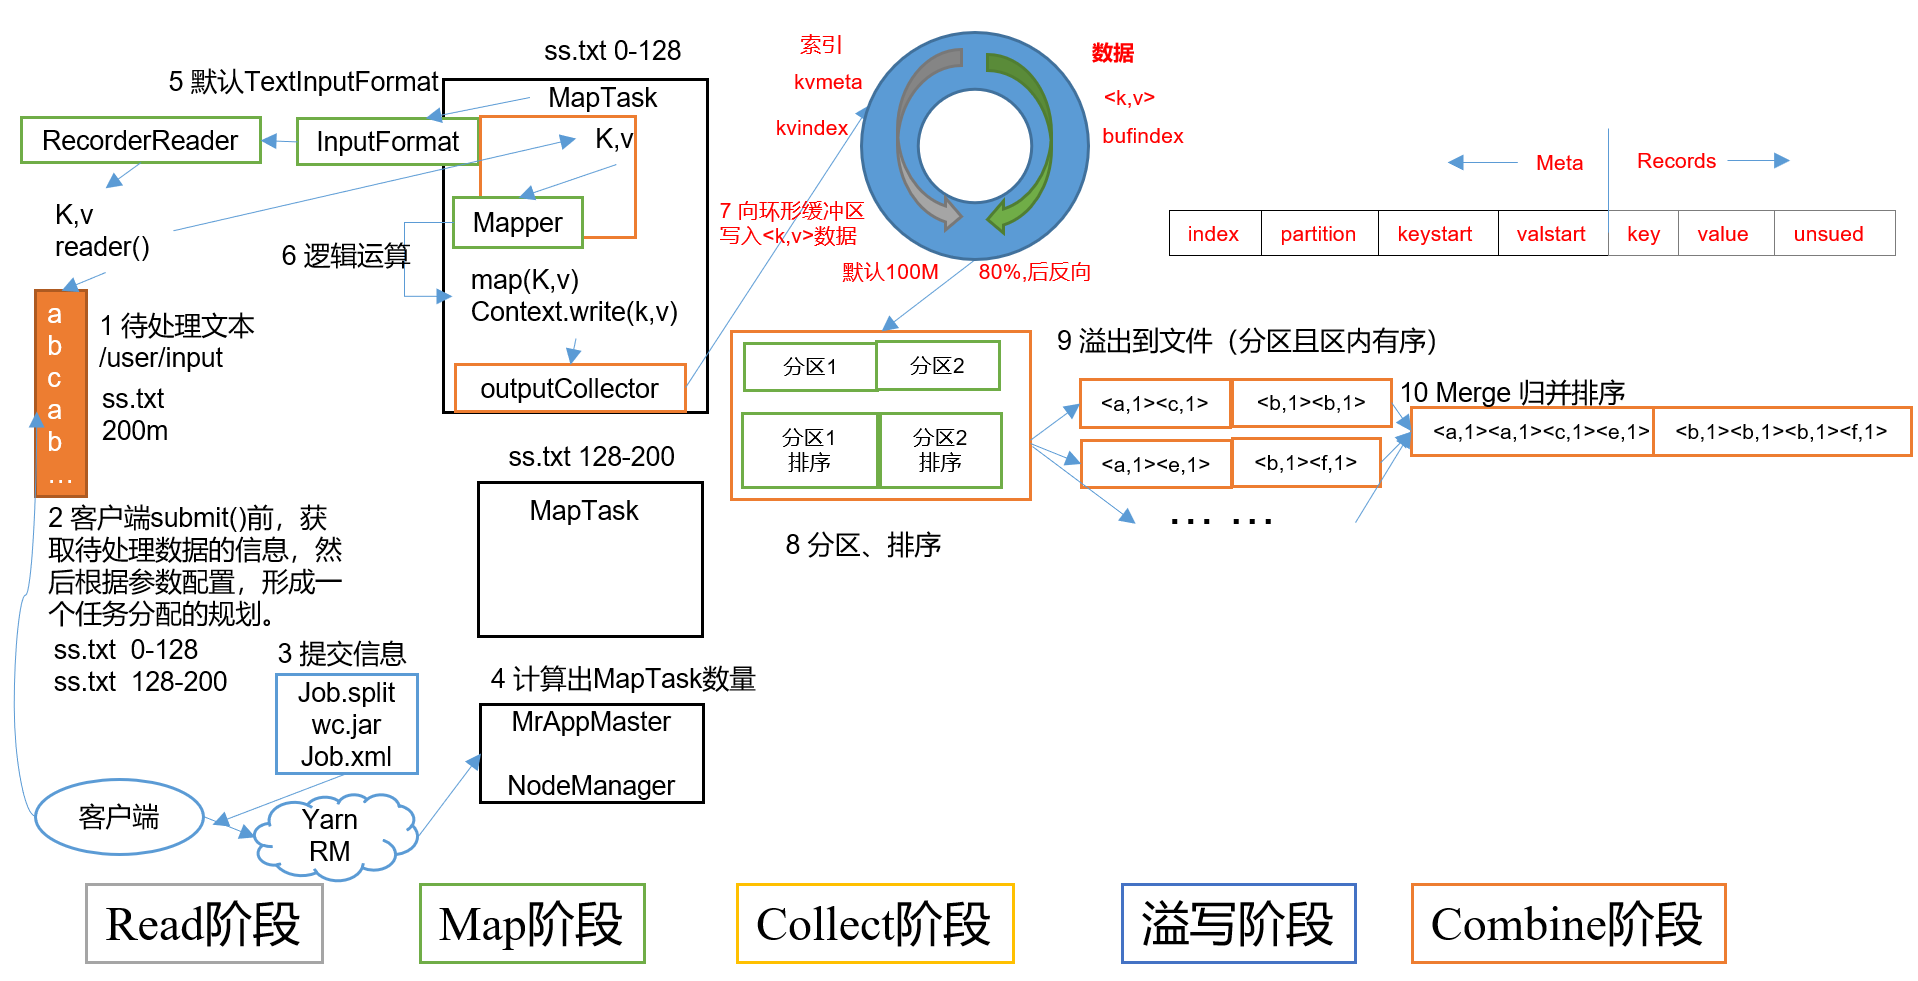 ss.txt 0-128
5 默认TextInputFormat
MapTask
RecorderReader
InputFormat
K,v
K,v
reader()
Mapper
6 逻辑运算
map(K,v)
Context.write(k,v)
outputCollector
a
b
c
a
b
...
1 待处理文本
/user/input
ss.txt
200m
2 客户端submit()前，获
取待处理数据的信息，然
后根据参数配置，形成一
个任务分配的规划。
ss.txt 0-128
ss.txt 128-200
3 提交信息
Job.split
wc.jar
Job.xml
客户端
Yarn
RM
ss.txt 128-200
MapTask
4 计算出MapTask数量
MrAppMaster
NodeManager
索引
kvmeta
kvindex
数据
<k,v>
bufindex
7 向环形缓冲区
写入<k,v>数据
默认100M
80%,后反向
Meta
Records
index
partition
keystart
valstart
key
value
unsued
分区1
分区2
分区1
排序
分区2
排序
8 分区、排序
9 溢出到文件（分区且区内有序）
<a,1><c,1>
<b,1><b,1>
<a,1><e,1>
<b,1><f,1>
... ...
10 Merge 归并排序
<a,1><a,1><c,1><e,1>
<b,1><b,1><b,1><f,1>
Read阶段
Map阶段
Collect阶段
溢写阶段
Combine阶段